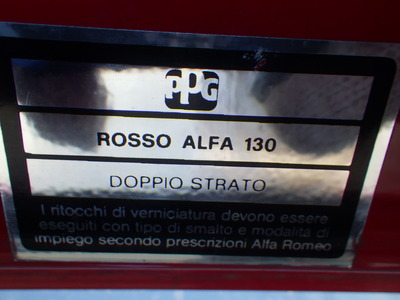 PPG
ROSSO ALFA 130
DOPPIO STRATO
I ritocchi di verniciatura devono essere
eseguiti con tipo di smalto e modalità di
impiego secondo prescrizioni Alfa Romeo